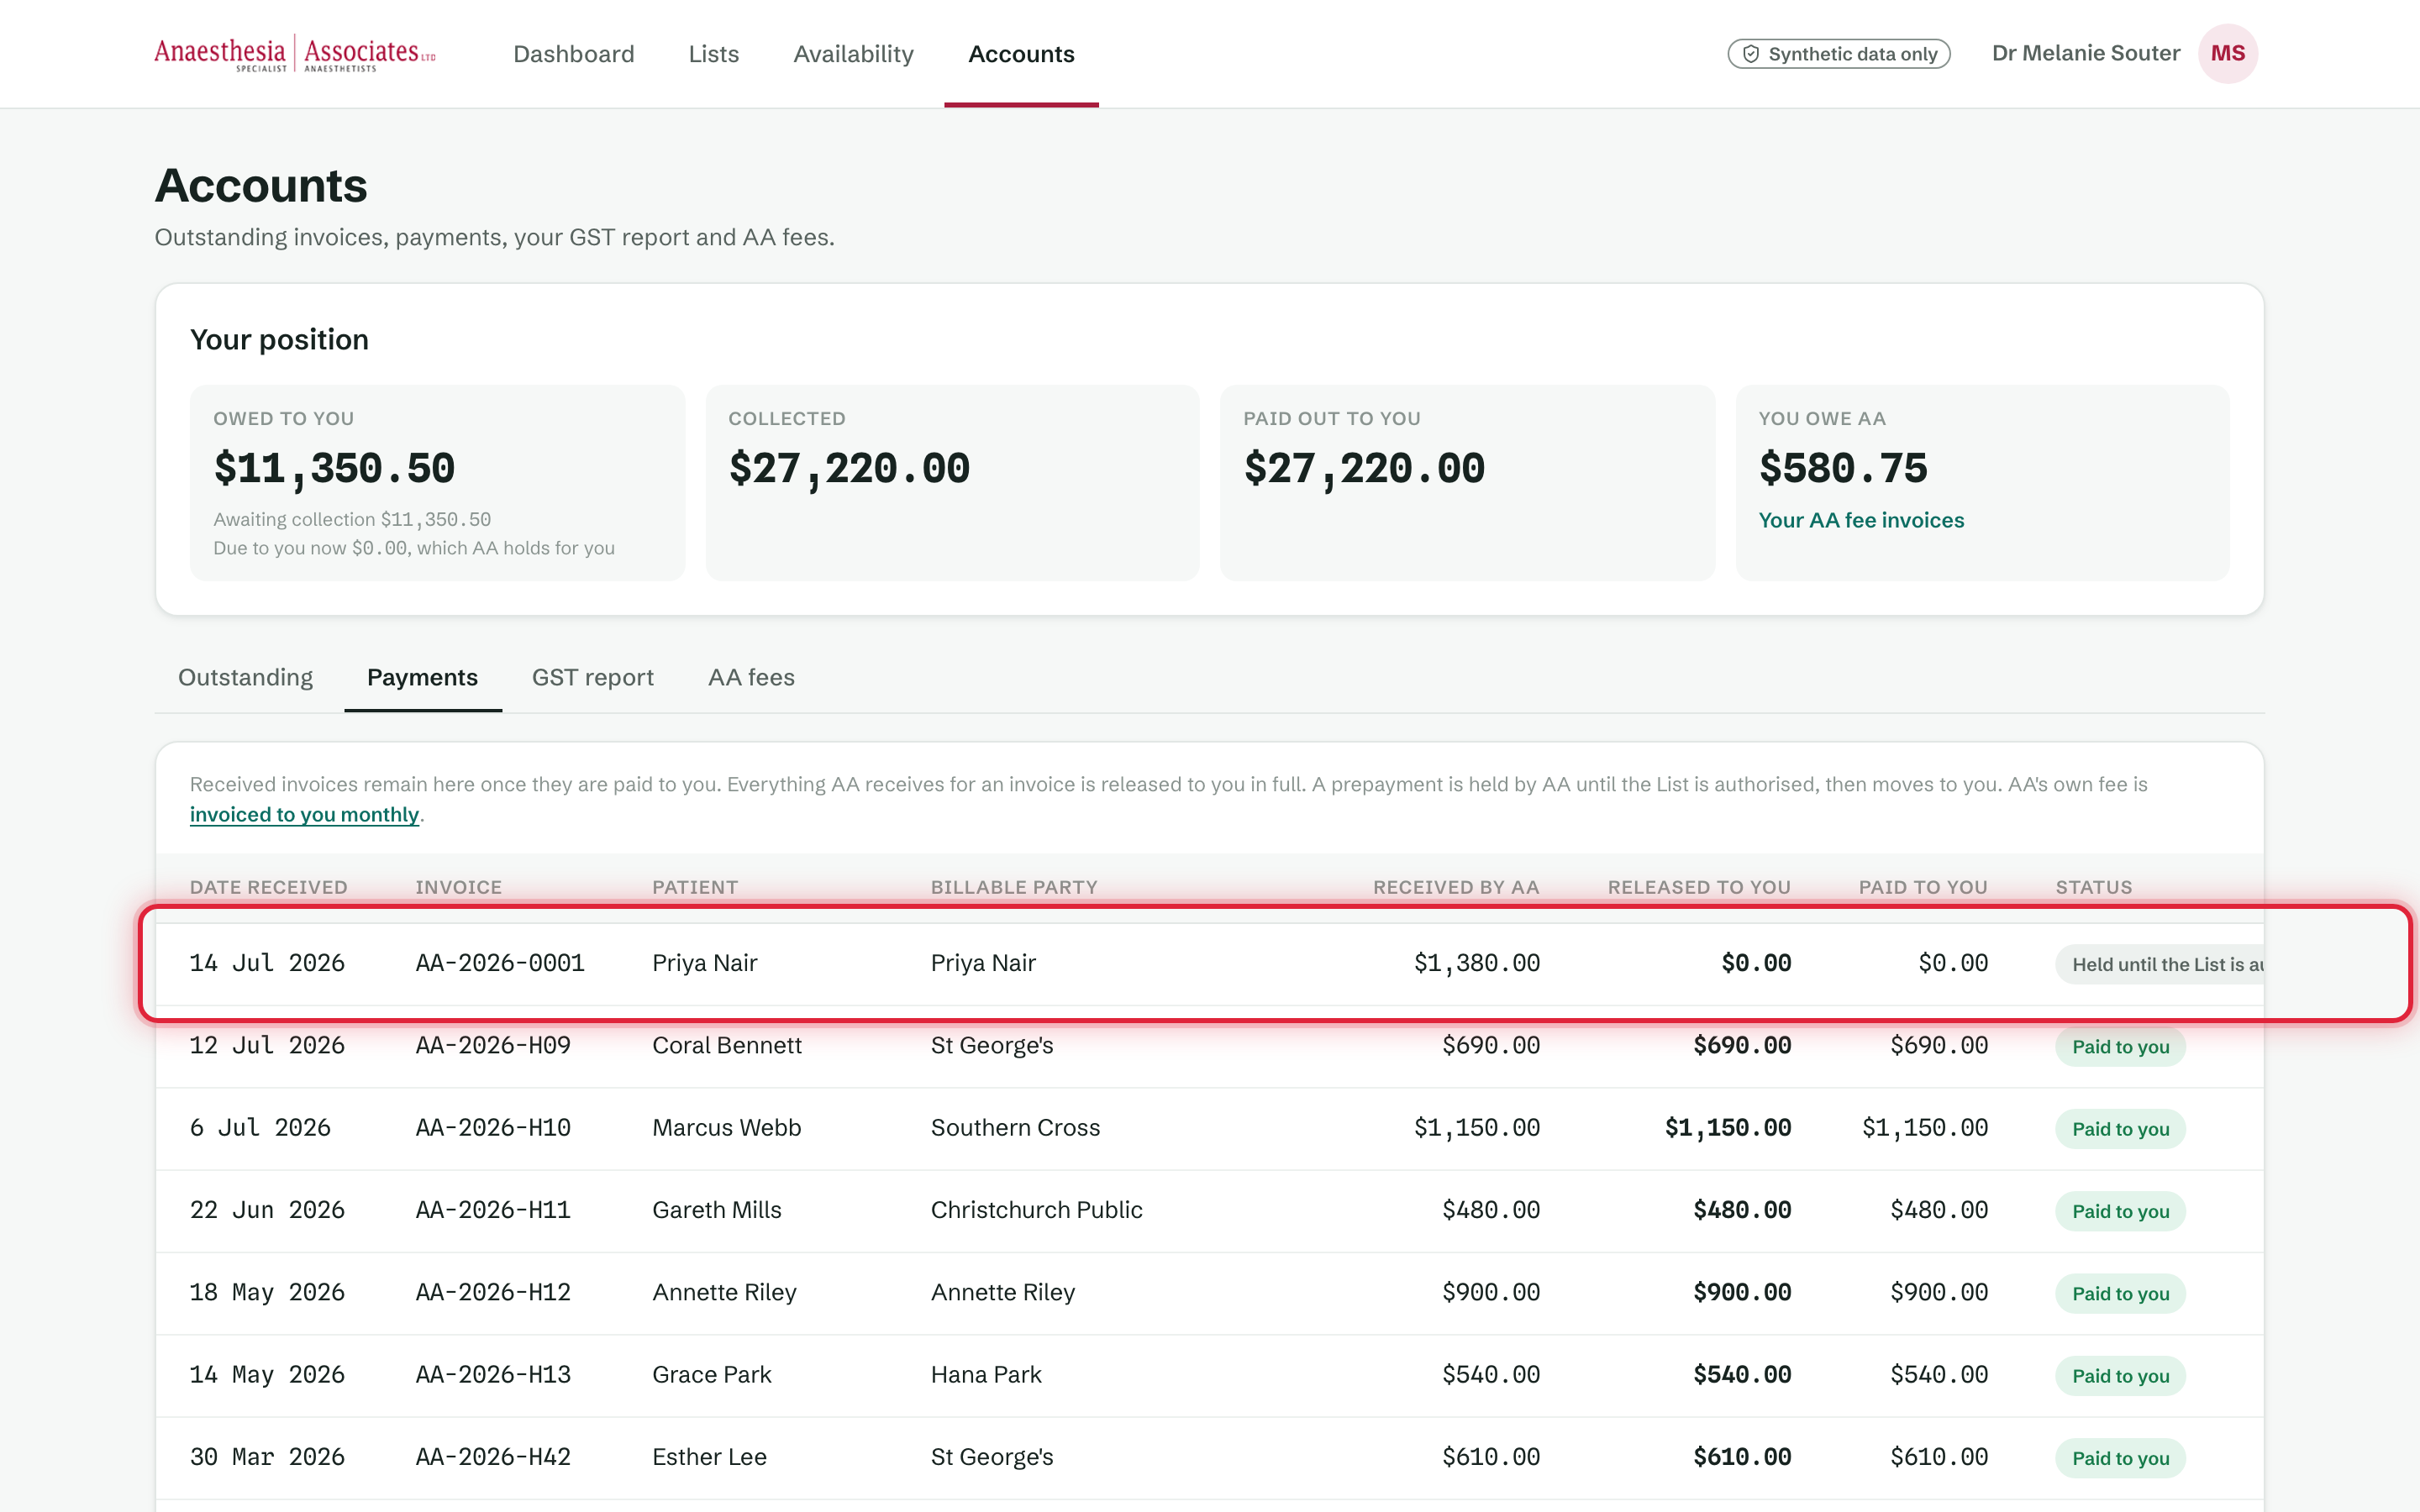 Anaesthesia | Associates LTD
SPECIALIST ANAESTHETISTS
Dashboard Lists Availability Accounts
Synthetic data only
Dr Melanie Souter MS
Accounts
Outstanding invoices, payments, your GST report and AA fees.
Your position
OWED TO YOU
$11,350.50
Awaiting collection $11,350.50
Due to you now $0.00, which AA holds for you
COLLECTED
$27,220.00
PAID OUT TO YOU
$27,220.00
YOU OWE AA
$580.75
Your AA fee invoices
Outstanding Payments GST report AA fees
Received invoices remain here once they are paid to you. Everything AA receives for an invoice is released to you in full. A prepayment is held by AA until the List is authorised, then moves to you. AA's own fee is
invoiced to you monthly.
DATE RECEIVED INVOICE PATIENT BILLABLE PARTY RECEIVED BY AA RELEASED TO YOU PAID TO YOU STATUS
14 Jul 2026 AA-2026-0001 Priya Nair Priya Nair $1,380.00 $0.00 $0.00 Held until the List is
12 Jul 2026 AA-2026-H09 Coral Bennett St George's $690.00 $690.00 $690.00 Paid to you
6 Jul 2026 AA-2026-H10 Marcus Webb Southern Cross $1,150.00 $1,150.00 $1,150.00 Paid to you
22 Jun 2026 AA-2026-H11 Gareth Mills Christchurch Public $480.00 $480.00 $480.00 Paid to you
18 May 2026 AA-2026-H12 Annette Riley Annette Riley $900.00 $900.00 $900.00 Paid to you
14 May 2026 AA-2026-H13 Grace Park Hana Park $540.00 $540.00 $540.00 Paid to you
30 Mar 2026 AA-2026-H42 Esther Lee St George's $610.00 $610.00 $610.00 Paid to you